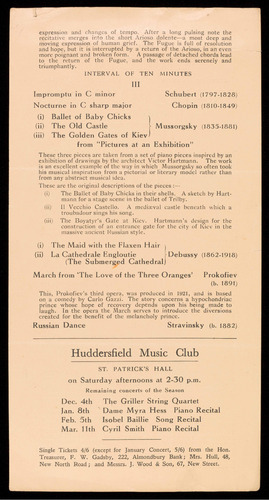 expression and changes of tempo. After a long pulsing note the
recitative merges into the short Arioso dolente—a most deep and
moving expression of human grief. The Fugue is full of resolution
and hope, but it is interrupted by a return of the Arioso, in an even
more poignant and broken form. A passage of detached chords leads
to the return of the Fugue, and the work ends serenely and
triumphantly.
INTERVAL OF TEN MINUTES
III
Impromptu in C minor Schubert (1797-1828)
Nocturne in C sharp major Chopin (1810-1849)
(i) Ballet of Baby Chicks
(ii) The Old Castle Mussorgsky (1835-1881)
(iii) The Golden Gates of Kiev
from "Pictures at an Exhibition"
These three pieces are taken from a set of piano pieces inspired by an
exhibition of drawings by the architect Victor Hartmann. The work
is an excellent example of the way in which Mussorgsky so often took
his musical inspiration from a pictorial or literary model rather than
from any abstract musical idea.
These are the original descriptions of the pieces :—
(i) The Ballet of Baby Chicks in their shells. A sketch by Hart-
mann for a stage scene in the ballet of Trilby.
(ii) Il Vecchio Castello. A medieval castle beneath which a
troubadour sings his song.
(iii) The Boyatyr's Gate at Kiev. Hartmann's design for the
construction of an entrance gate for the city of Kiev in the
massive ancient Russian style.
(i) The Maid with the Flaxen Hair
(ii) La Cathedrale Engloutie Debussy (1862-1918)
(The Submerged Cathedral)
March from 'The Love of the Three Oranges' Prokofiev
(b. 1891)
This, Prokofiev's third opera, was produced in 1921, and is based
on a comedy by Carlo Gozzi. The story concerns a hypochondriac
prince whose hope of recovery depends upon his being made to
laugh. In the opera the March serves to introduce the diversions
created for the benefit of the melancholy prince.
Russian Dance Stravinsky (b. 1882)
Huddersfield Music Club
ST. PATRICK'S HALL
on Saturday afternoons at 2-30 p.m.
Remaining concerts of the Season
Dec. 4th The Griller String Quartet
Jan. 8th Dame Myra Hess Piano Recital
Feb. 5th Isobel Baillie Song Recital
Mar. 11th Cyril Smith Piano Recital
Single Tickets 4/6 (except for January Concert, 5/6) from the Hon.
Treasurer, F. W. Gadsby, 222, Almondbury Bank; Mrs. Hull, 48,
New North Road; and Messrs. J. Wood & Son, 67, New Street.